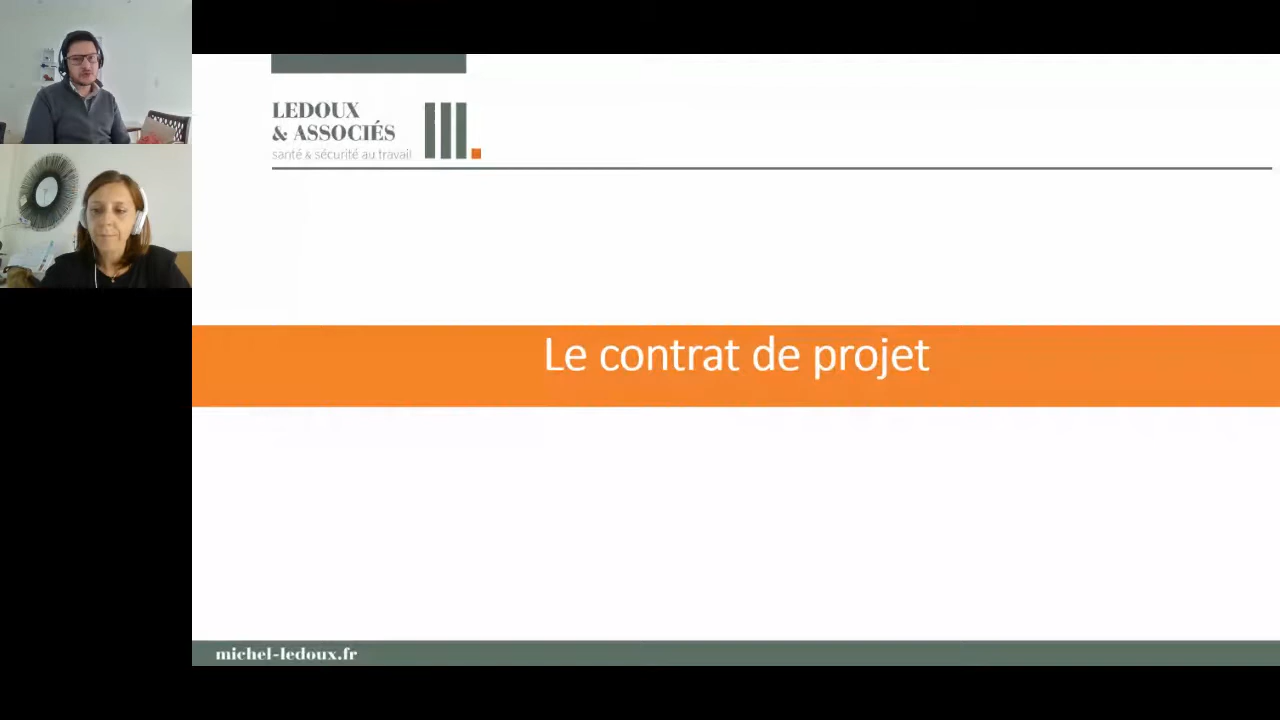 LEDOUX
& ASSOCIÉS
santé & sécurité au travail
Le contrat de projet
michel-ledoux.fr